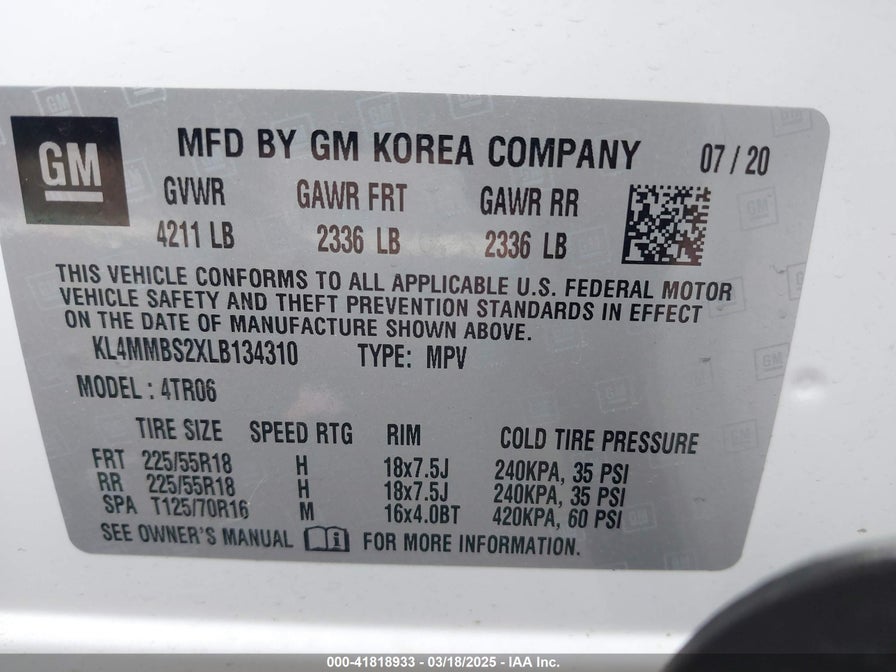 GM
MFD BY GM KOREA COMPANY 07 / 20
GVWR GAWR FRT GAWR RR
4211 LB 2336 LB 2336 LB
THIS VEHICLE CONFORMS TO ALL APPLICABLE U.S. FEDERAL MOTOR
VEHICLE SAFETY AND THEFT PREVENTION STANDARDS IN EFFECT
ON THE DATE OF MANUFACTURE SHOWN ABOVE.
KL4MMBS2XLB134310 TYPE: MPV
MODEL : 4TR06
TIRE SIZE SPEED RTG RIM COLD TIRE PRESSURE
FRT 225/55R18 H 18x7.5J 240KPA, 35 PSI
RR 225/55R18 H 18x7.5J 240KPA, 35 PSI
SPA T125/70R16 M 16x4.0BT 420KPA, 60 PSI
SEE OWNER'S MANUAL FOR MORE INFORMATION.
000-41818933 - 03/18/2025 - IAA Inc.